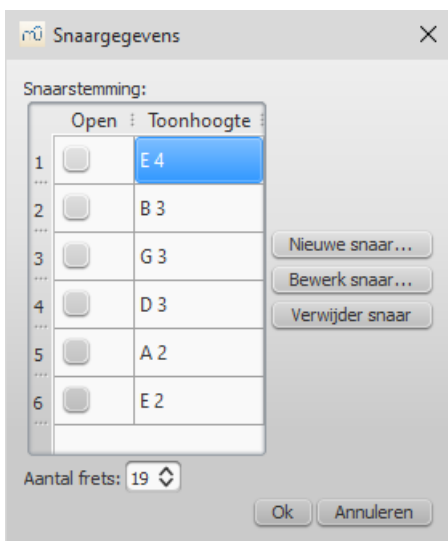 mû Snaargegevens
Snaarstemming:
Open Toonhoogte
1 E 4
2 B 3
3 G 3
4 D 3
5 A 2
6 E 2
Nieuwe snaar...
Bewerk snaar...
Verwijder snaar
Aantal frets: 19
Ok Annuleren